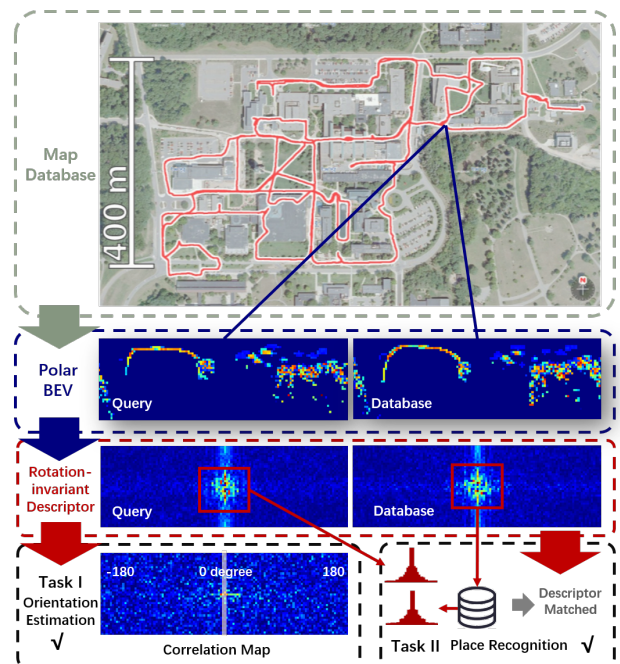 Map
Database
400 m
N
Polar
BEV
Query
Database
Rotation-
invariant
Descriptor
Query
Database
Task I
Orientation
Estimation
√
-180
0 degree
180
Correlation Map
Descriptor
Matched
Task II
Place Recognition
√